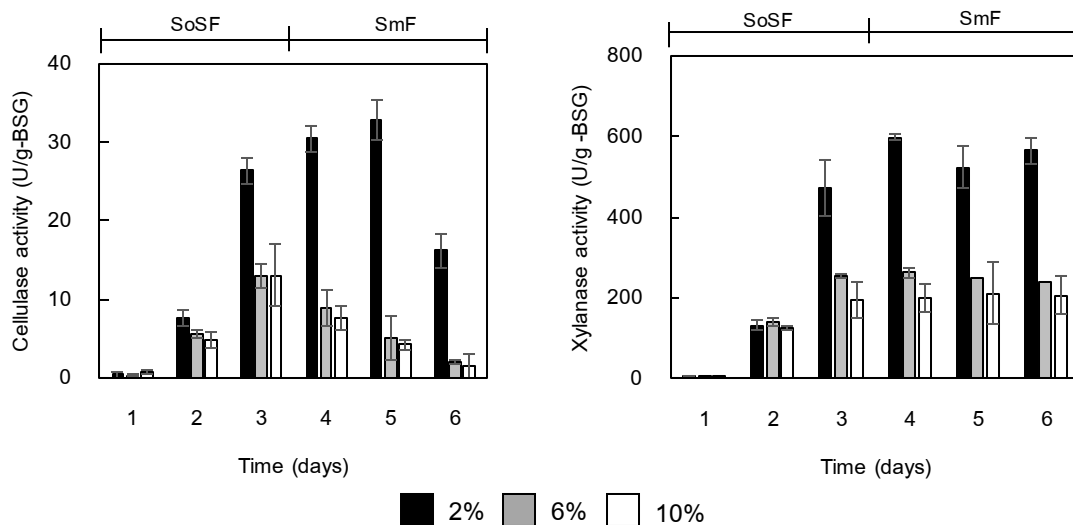 SoSF SmF
40
30
20
10
0
Cellulase activity (U/g-BSG)
1 2 3 4 5 6
Time (days)
SoSF SmF
800
600
400
200
0
Xylanase activity (U/g -BSG)
1 2 3 4 5 6
Time (days)
2% 6% 10%